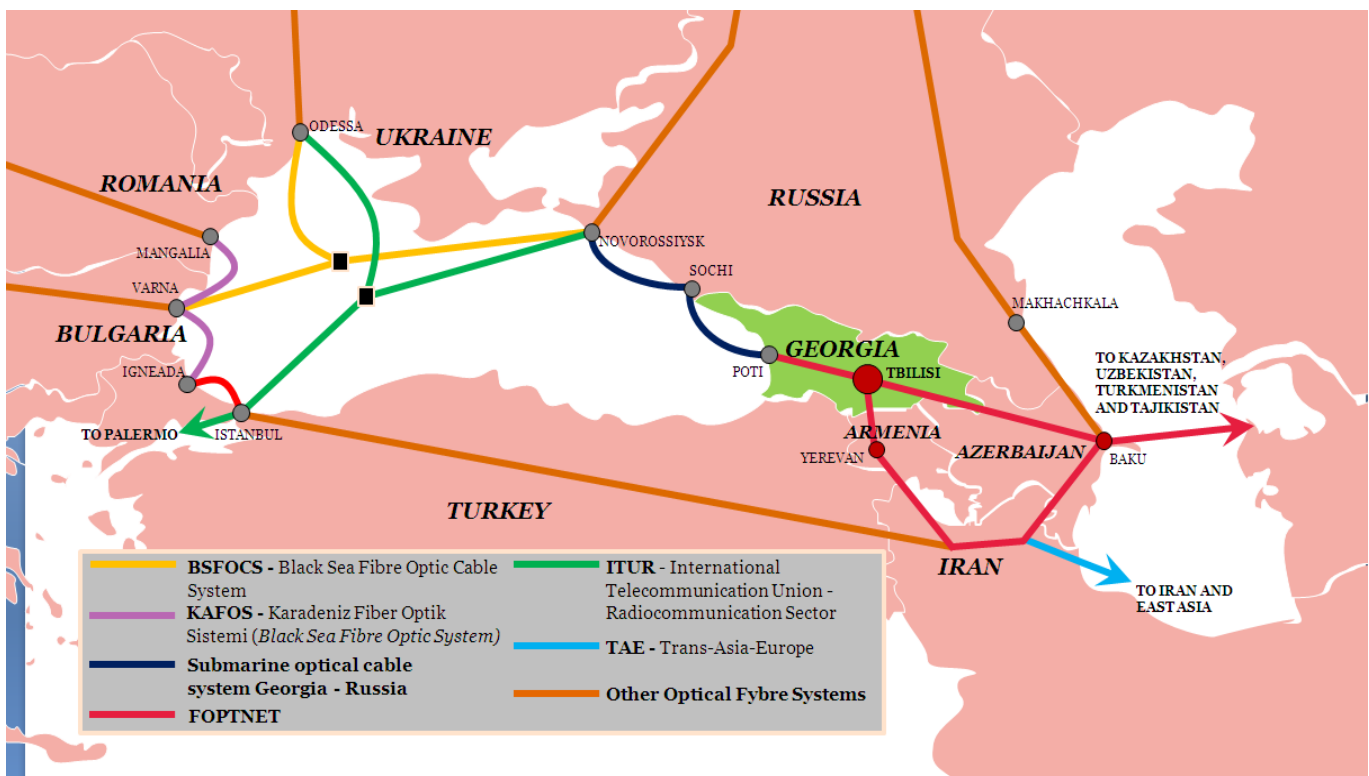 ODESSA
UKRAINE
ROMANIA
RUSSIA
MANGALIA
NOVOROSSIYSK
SOCHI
VARNA
MAKHACHKALA
BULGARIA
GEORGIA
IGNEADA
POTI
TBILISI
TO KAZAKHSTAN,
UZBEKISTAN,
TURKMENISTAN
AND TAJIKISTAN
TO PALERMO
ISTANBUL
ARMENIA
YEREVAN
AZERBAIJAN
BAKU
TURKEY
IRAN
TO IRAN AND
EAST ASIA
BSFOCS - Black Sea Fibre Optic Cable
System
KAFOS - Karadeniz Fiber Optik
Sistemi (Black Sea Fibre Optic System)
Submarine optical cable
system Georgia - Russia
FOPTNET
ITUR - International
Telecommunication Union -
Radiocommunication Sector
TAE - Trans-Asia-Europe
Other Optical Fybre Systems